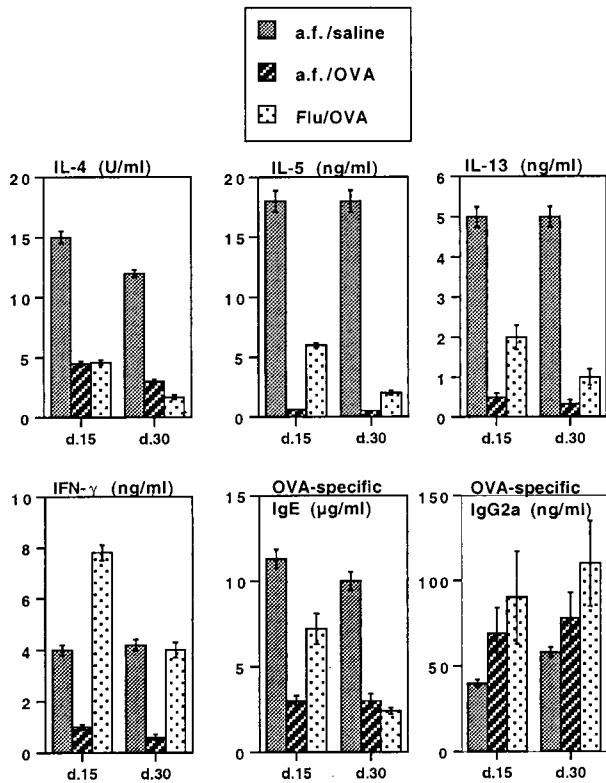 a.f./saline
a.f./OVA
Flu/OVA
IL-4 (U/ml)
20
15
10
5
0
d.15 d.30
IL-5 (ng/ml)
20
18
12
6
0
d.15 d.30
IL-13 (ng/ml)
6
5
4
3
2
1
0
d.15 d.30
IFN-γ (ng/ml)
10
8
6
4
2
0
d.15 d.30
OVA-specific
IgE (μg/ml)
15
10
5
0
d.15 d.30
OVA-specific
IgG2a (ng/ml)
150
100
50
0
d.15 d.30